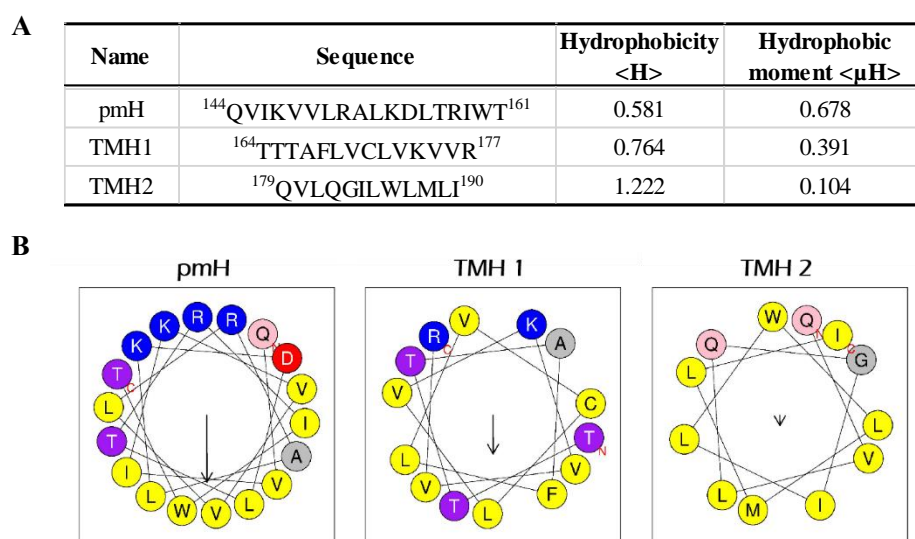 A
Name Sequence Hydrophobicity <H> Hydrophobic moment <µH>
pmH ¹⁴⁴QVIKVVLRALKDLTRIWT¹⁶¹ 0.581 0.678
TMH1 ¹⁶⁴TTTAFLVCLVKVVR¹⁷⁷ 0.764 0.391
TMH2 ¹⁷⁹QVLQGILWLMLI¹⁹⁰ 1.222 0.104
B
pmH TMH 1 TMH 2
K K R R Q D V I A V L V W L I T L T N C
R V K A C T V F L T V L V T N C
Q W Q I G L V I M L L L N C